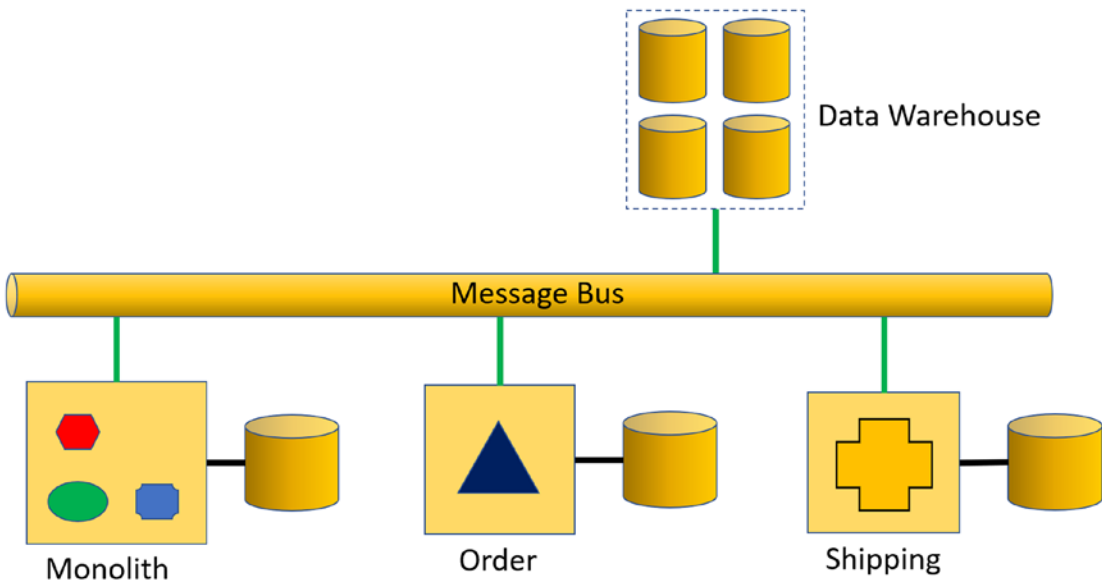 Data Warehouse
Message Bus
Monolith
Order
Shipping